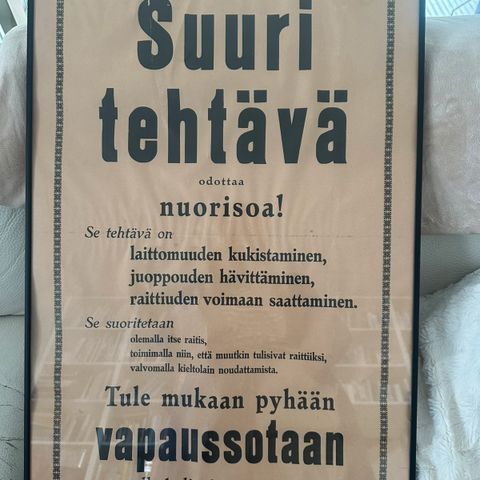 Suuri
tehtävä
odottaa
nuorisoa!
Se tehtävä on
laittomuuden kukistaminen,
juoppouden hävittäminen,
raittiuden voimaan saattaminen.
Se suoritetaan
olemalla itse raitis,
toimimalla niin, että muutkin tulisivat raittiiksi,
valvomalla kieltolain noudattamista.
Tule mukaan pyhään
vapaussotaan